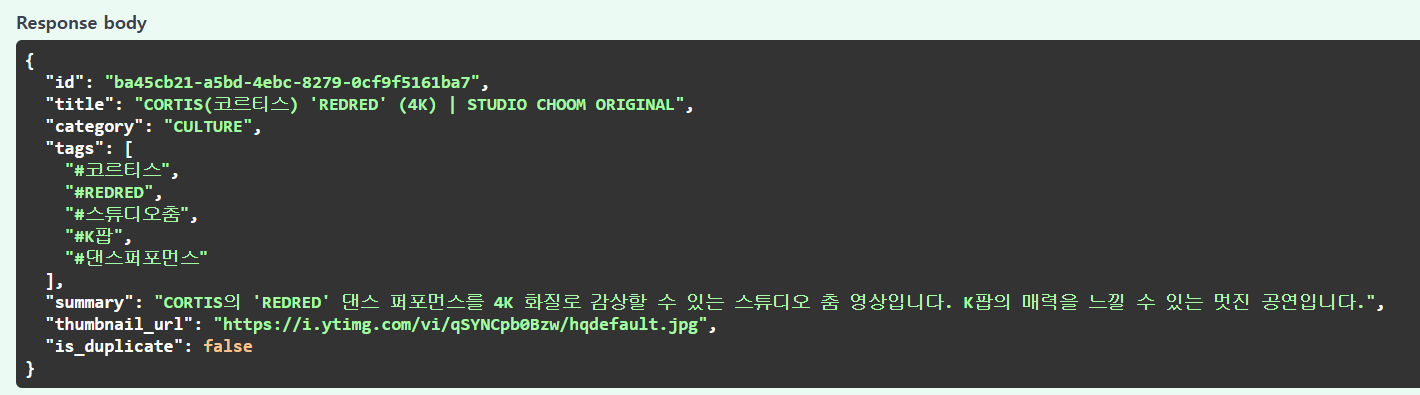 Response body
{
  "id": "ba45cb21-a5bd-4ebc-8279-0cf9f5161ba7",
  "title": "CORTIS(코르티스) 'REDRED' (4K) | STUDIO CHOOM ORIGINAL",
  "category": "CULTURE",
  "tags": [
    "#코르티스",
    "#REDRED",
    "#스튜디오춤",
    "#K팝",
    "#댄스퍼포먼스"
  ],
  "summary": "CORTIS의 'REDRED' 댄스 퍼포먼스를 4K 화질로 감상할 수 있는 스튜디오 춤 영상입니다. K팝의 매력을 느낄 수 있는 멋진 공연입니다.",
  "thumbnail_url": "https://i.ytimg.com/vi/qSYNCpb0Bzw/hqdefault.jpg",
  "is_duplicate": false
}